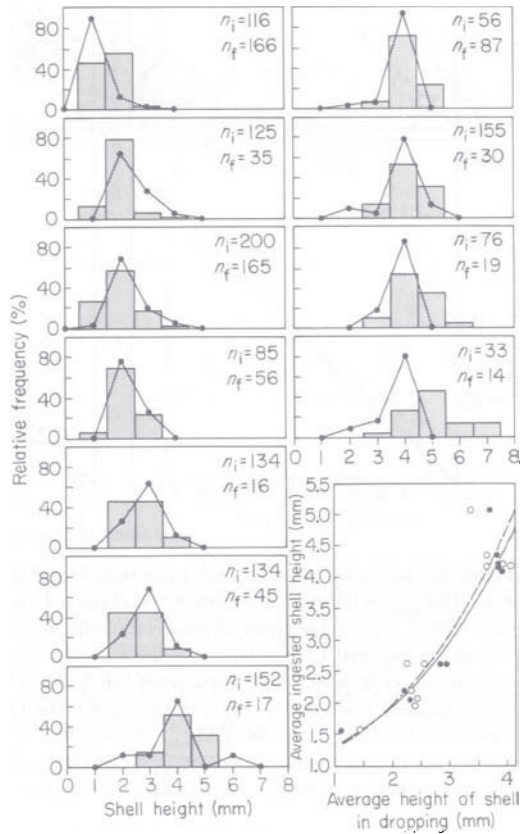 80
40
0
n_i=116
n_f=166
n_i=56
n_f=87
80
40
0
n_i=125
n_f=35
n_i=155
n_f=30
80
40
0
n_i=200
n_f=165
n_i=76
n_f=19
80
40
0
n_i=85
n_f=56
n_i=33
n_f=14
0 1 2 3 4 5 6 7 8
Relative frequency (%)
80
40
0
n_i=134
n_f=16
80
40
0
n_i=134
n_f=45
80
40
0
n_i=152
n_f=17
0 1 2 3 4 5 6 7 8
Shell height (mm)
Average ingested shell height (mm)
5.5
5.0
4.5
4.0
3.5
3.0
2.5
2.0
1.5
1.0
2 3 4
Average height of shell
in dropping (mm)